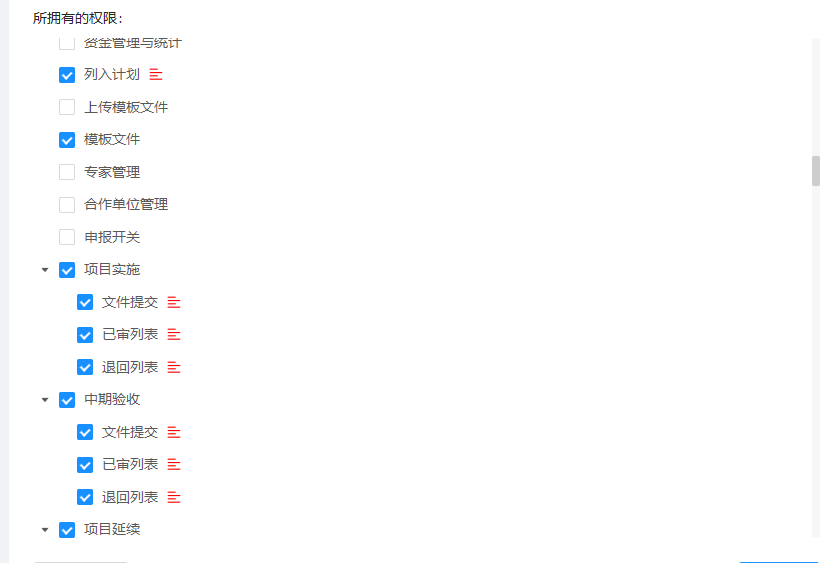 所拥有的权限：
资金管理与统计
列入计划
上传模板文件
模板文件
专家管理
合作单位管理
申报开关
项目实施
文件提交
已审列表
退回列表
中期验收
文件提交
已审列表
退回列表
项目延续